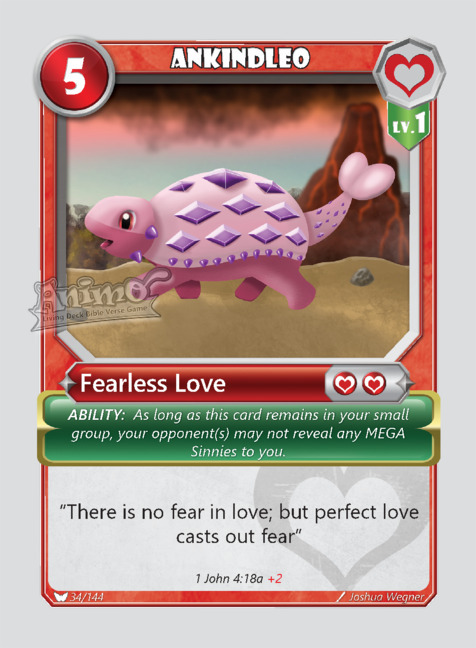 ANKINDLEO
5
LV.1
Animo
Living Deck Bible Verse Game
Fearless Love
ABILITY: As long as this card remains in your small
group, your opponent(s) may not reveal any MEGA
Sinnies to you.
"There is no fear in love; but perfect love
casts out fear"
1 John 4:18a +2
34/144
Joshua Wegner